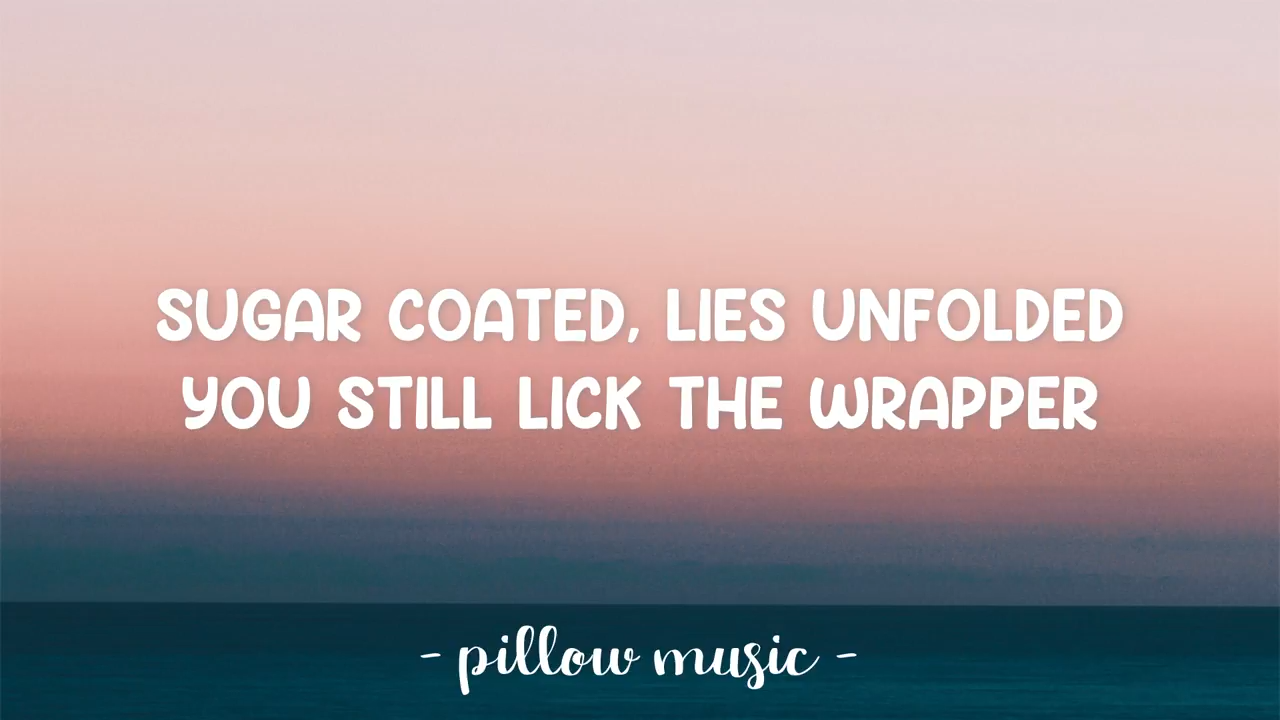 SUGAR COATED, LIES UNFOLDED
YOU STILL LICK THE WRAPPER
- pillow music -